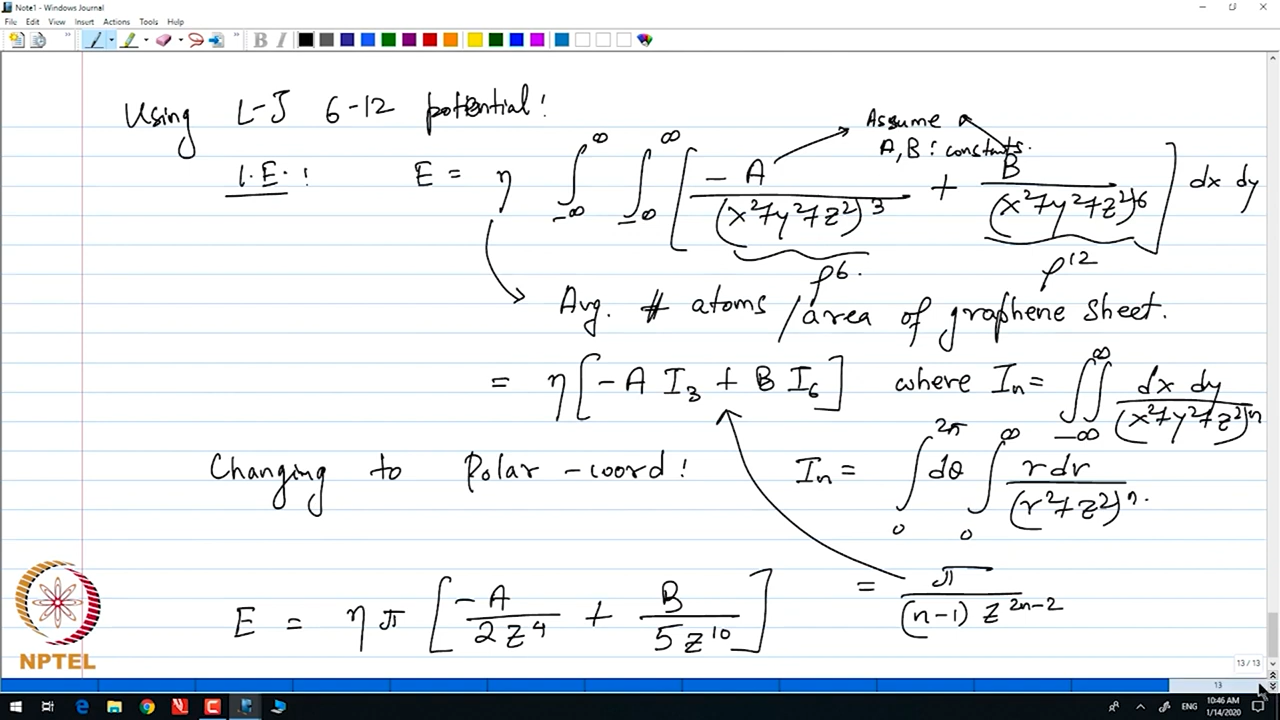 Note1 - Windows Journal
File Edit View Insert Actions Tools Help
B I
Using L-J 6-12 potential:
Assume
A, B : constants.
I.E. : E = η ∫_{-∞}^{∞} ∫_{-∞}^{∞} [ -A/(x²+y²+z²)³ + B/(x²+y²+z²)⁶ ] dx dy
ρ⁶. ρ¹²
Avg. # atoms / area of graphene sheet.
= η [ -A I₃ + B I₆ ] where Iₙ = ∫∫_{-∞}^{∞} dx dy/(x²+y²+z²)ⁿ
Changing to Polar-coord: Iₙ = ∫_0^{2π} dθ ∫_0^{∞} r dr/(r²+z²)ⁿ.
= π/((n-1) z^{2n-2})
E = η π [ -A/(2z⁴) + B/(5z¹⁰) ]
NPTEL
13 / 13
13
ENG
10:46 AM
1/14/2020